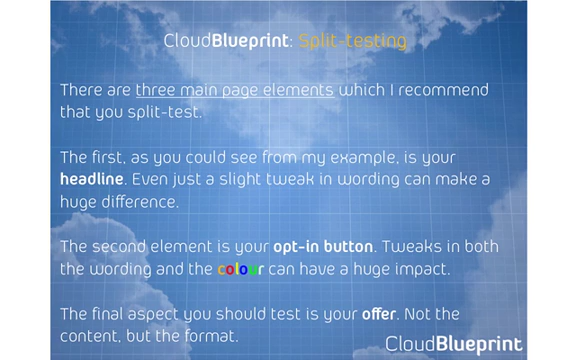 CloudBlueprint: Split-testing
There are three main page elements which I recommend
that you split-test.
The first, as you could see from my example, is your
headline. Even just a slight tweak in wording can make a
huge difference.
The second element is your opt-in button. Tweaks in both
the wording and the colour can have a huge impact.
The final aspect you should test is your offer. Not the
content, but the format.
CloudBlueprint